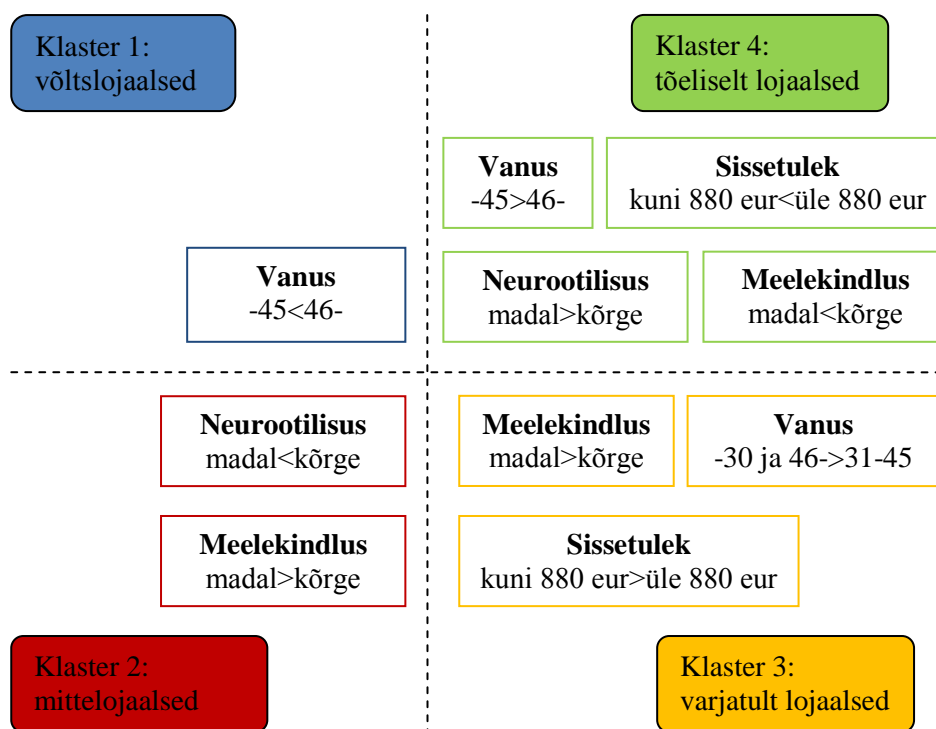 Klaster 1:
võltslojaalsed
Klaster 4:
tõeliselt lojaalsed
Vanus
-45>46-
Sissetulek
kuni 880 eur<üle 880 eur
Vanus
-45<46-
Neurootilisus
madal>kõrge
Meelekindlus
madal<kõrge
Neurootilisus
madal<kõrge
Meelekindlus
madal>kõrge
Vanus
-30 ja 46->31-45
Meelekindlus
madal>kõrge
Sissetulek
kuni 880 eur>üle 880 eur
Klaster 2:
mittelojaalsed
Klaster 3:
varjatult lojaalsed